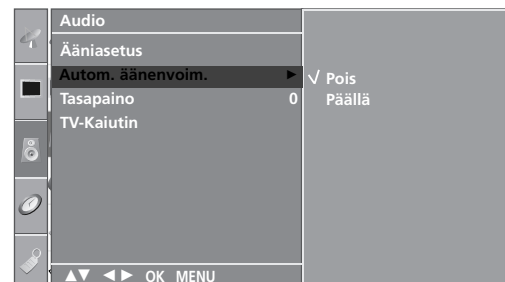 Audio
Ääniasetus
Autom. äänenvoim. ►
√ Pois
Tasapaino 0
Päällä
TV-Kaiutin
▲▼ ◄► OK MENU